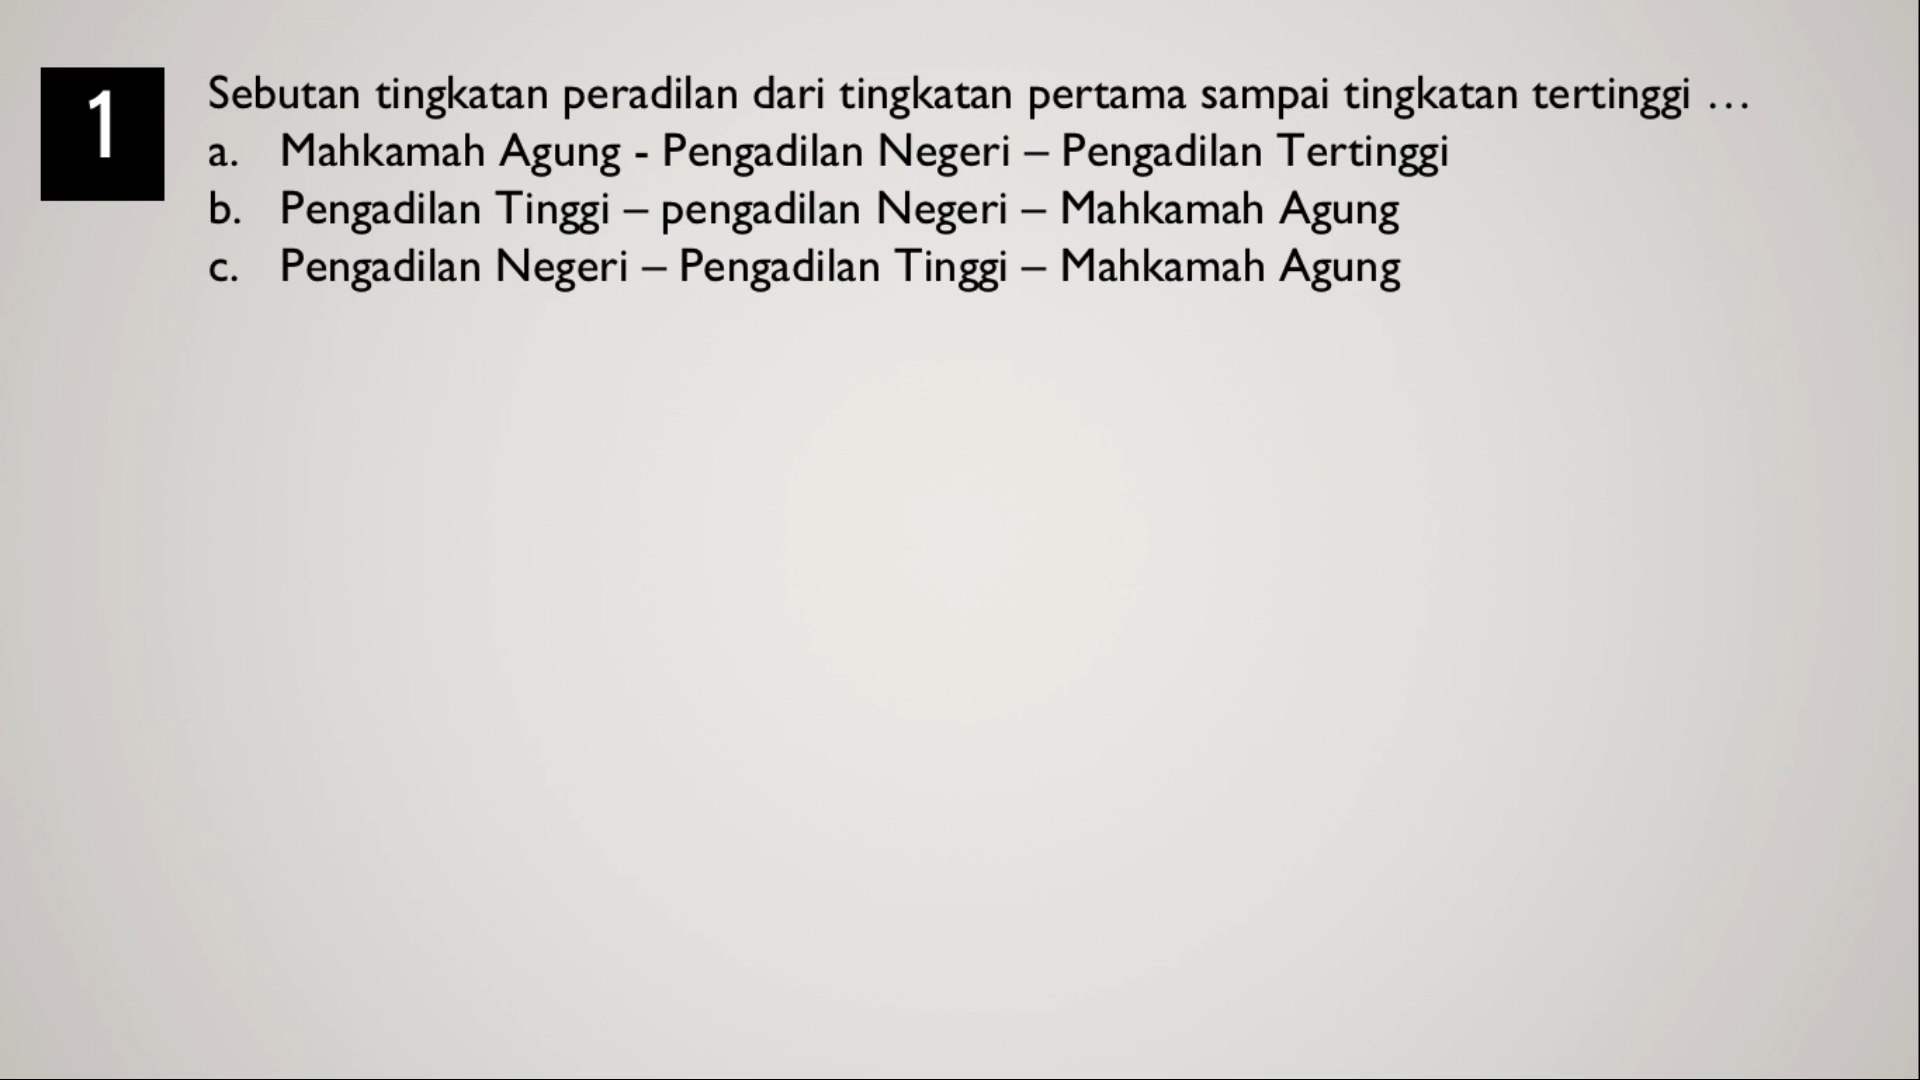 1
Sebutan tingkatan peradilan dari tingkatan pertama sampai tingkatan tertinggi …
a. Mahkamah Agung - Pengadilan Negeri – Pengadilan Tertinggi
b. Pengadilan Tinggi – pengadilan Negeri – Mahkamah Agung
c. Pengadilan Negeri – Pengadilan Tinggi – Mahkamah Agung